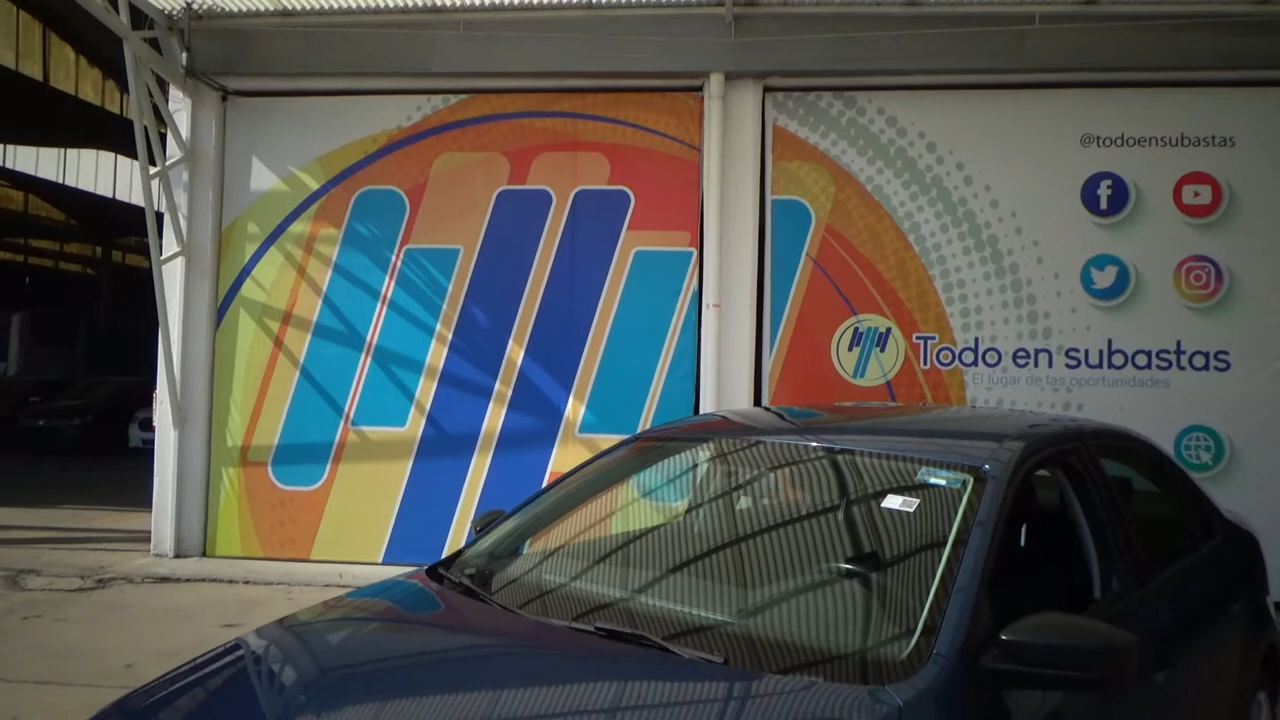 @todoensubastas
Todo en subastas
El lugar de las oportunidades